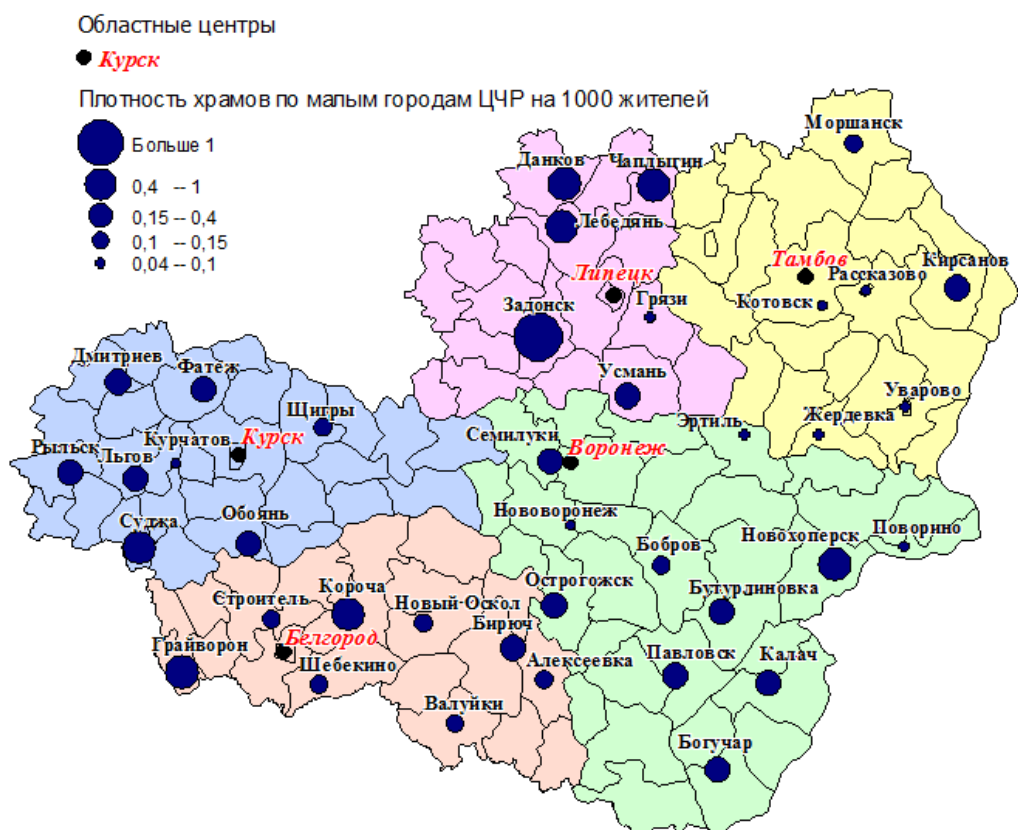 Областные центры
Курск
Плотность храмов по малым городам ЦЧР на 1000 жителей
Больше 1
0,4 -- 1
0,15 -- 0,4
0,1 -- 0,15
0,04 -- 0,1
Моршанск
Данков
Чаплыгин
Лебедянь
Тамбов
Липецк
Рассказово
Кирсанов
Котовск
Задонск
Грязи
Дмитриев
Фатеж
Усмань
Уварово
Щигры
Эртиль
Жердевка
Курчатов
Курск
Семилуки
Воронеж
Рыльск
Льгов
Суджа
Обоянь
Нововоронеж
Новохоперск
Поворино
Бобров
Острогожск
Бутурдиновка
Строитель
Короча
Новый-Оскол
Бирюч
Грайворон
Белгород
Шебекино
Алексеевка
Павловск
Калач
Валуйки
Богучар